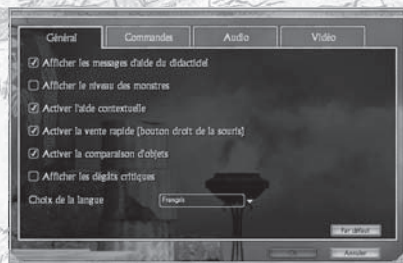 Général Commandes Audio Vidéo
Afficher les messages d'aide du didacticiel
Afficher le niveau des monstres
Activer l'aide contextuelle
Activer la vente rapide [bouton droit de la souris]
Activer la comparaison d'objets
Afficher les dégâts critiques
Choix de la langue Français
Par défaut
Annuler